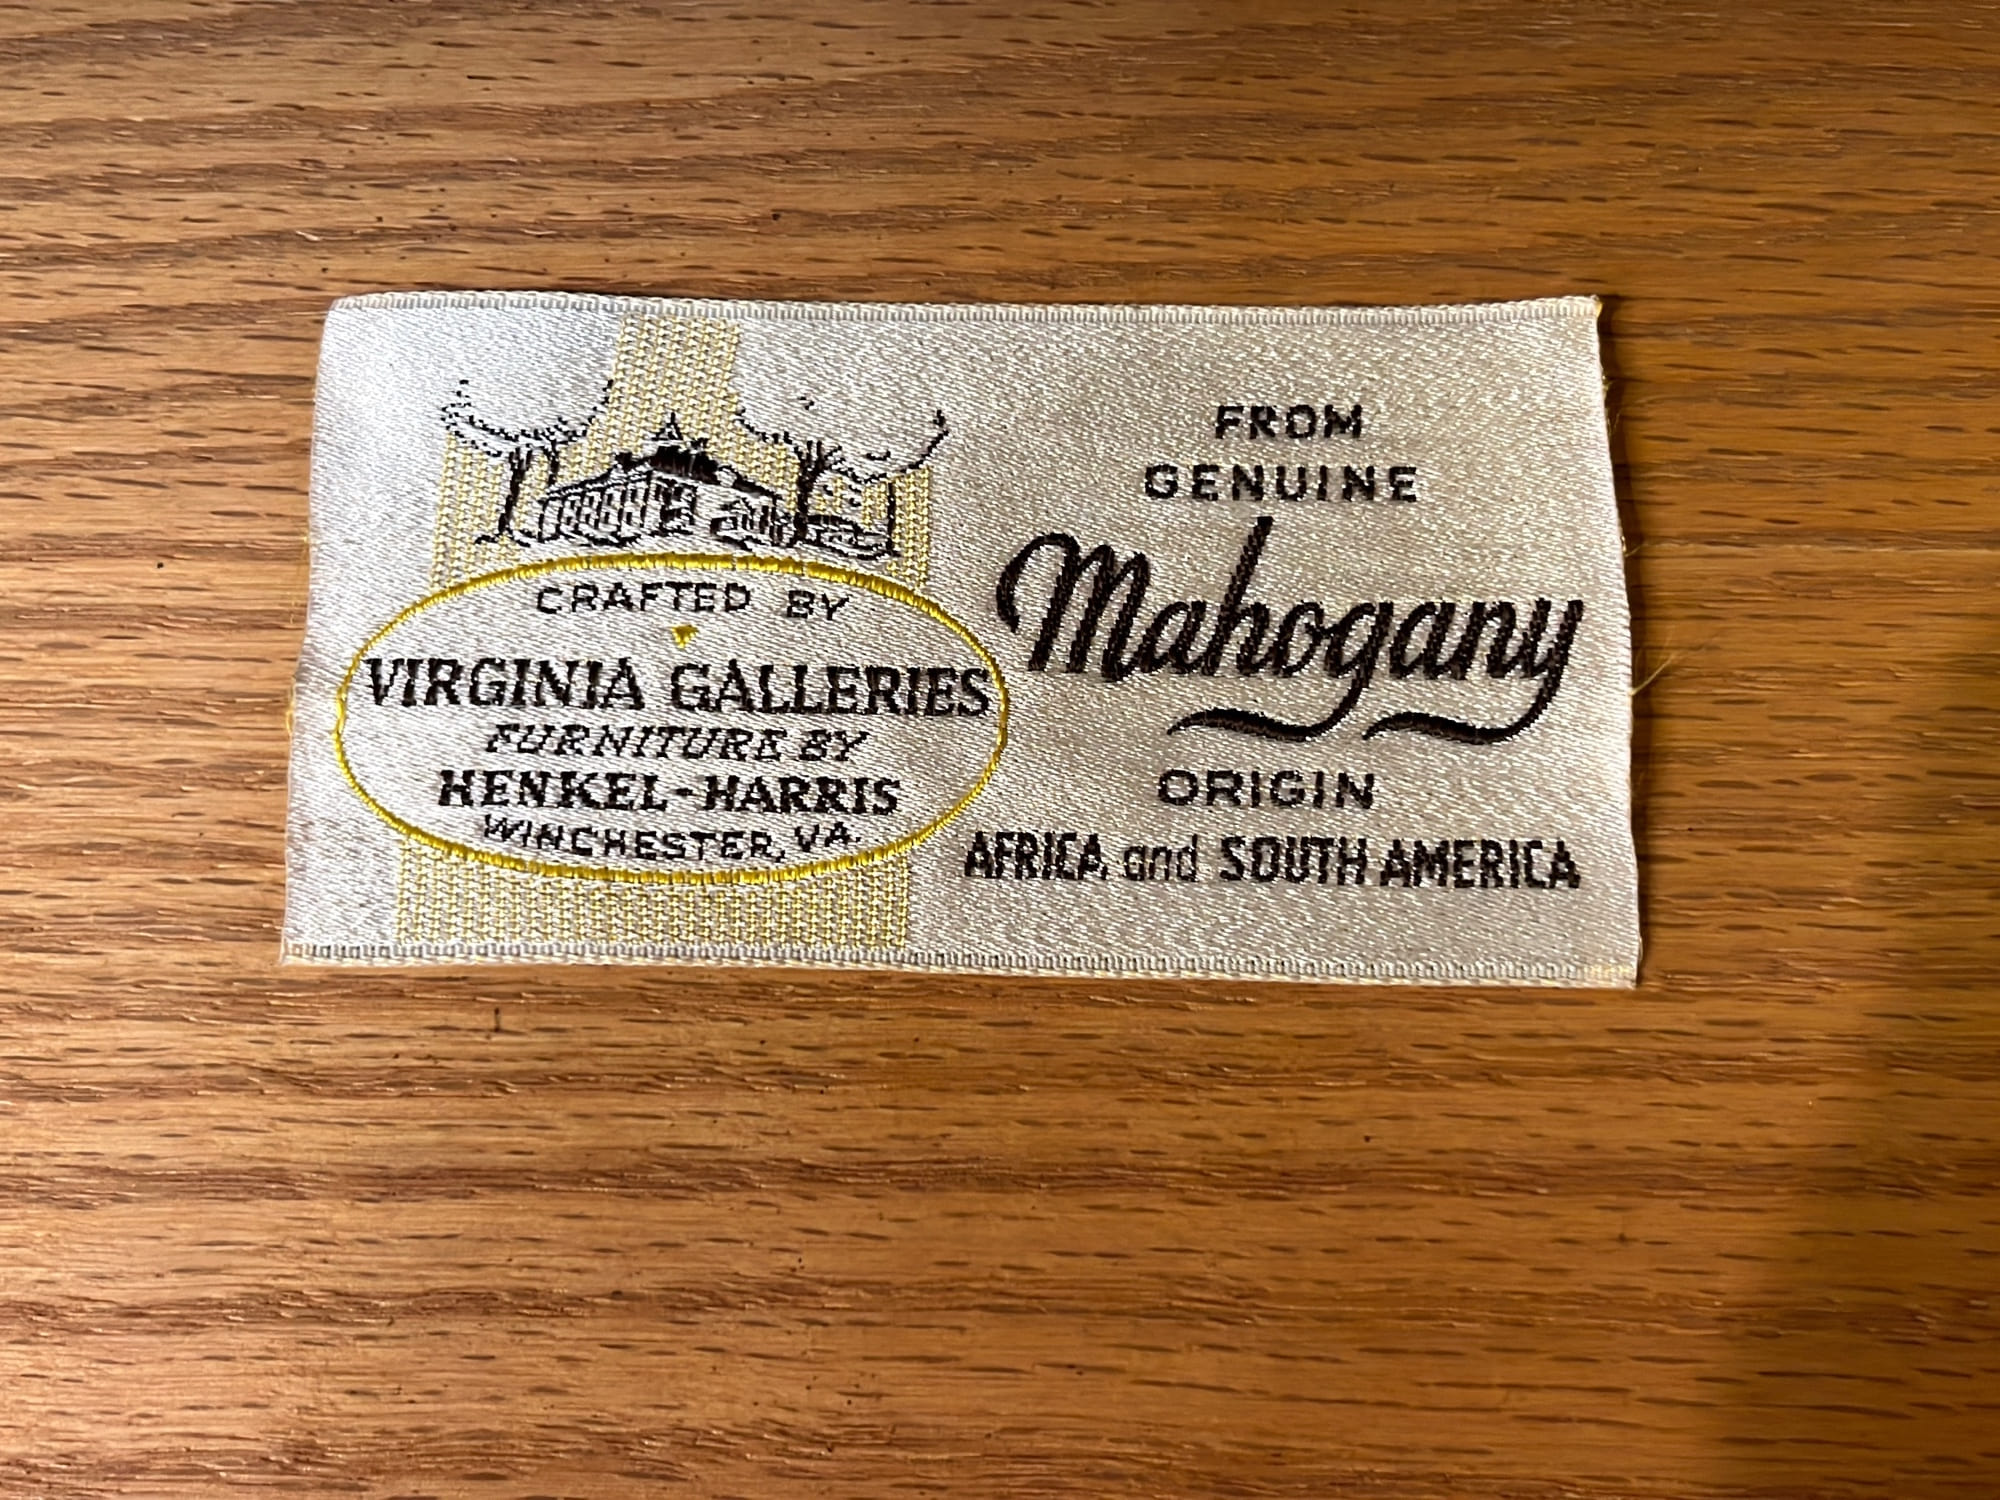 CRAFTED BY
VIRGINIA GALLERIES
FURNITURE BY
HENKEL-HARRIS
WINCHESTER, VA.
FROM
GENUINE
Mahogany
ORIGIN
AFRICA and SOUTH AMERICA